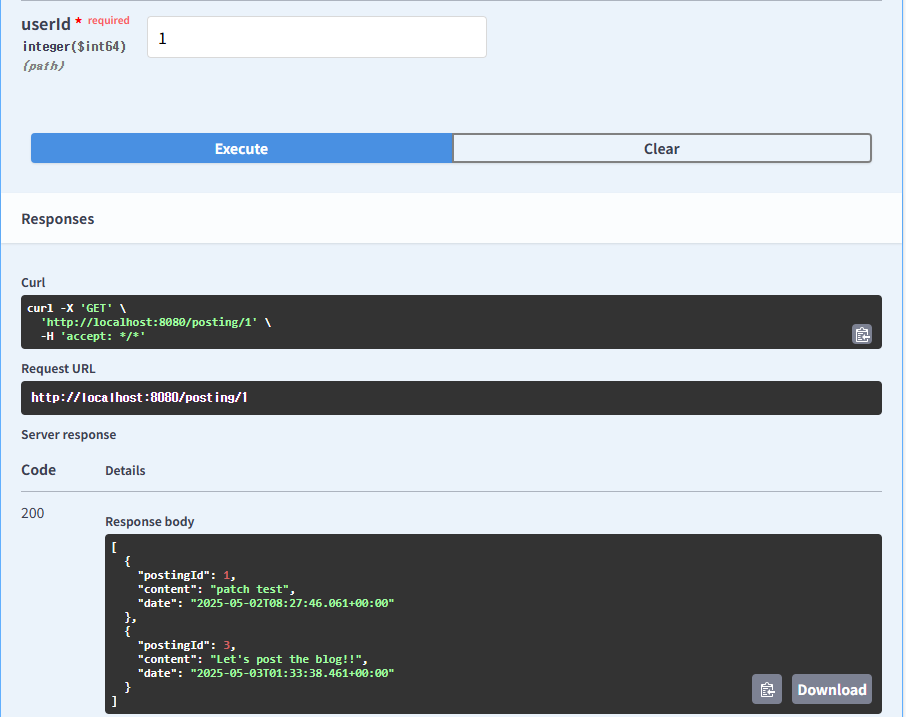 userId * required
integer($int64)
(path)
1
Execute
Clear
Responses
Curl
curl -X 'GET' \
  'http://localhost:8080/posting/1' \
  -H 'accept: */*'
Request URL
http://localhost:8080/posting/1
Server response
Code Details
200
Response body
[
  {
    "postingId": 1,
    "content": "patch test",
    "date": "2025-05-02T08:27:46.061+00:00"
  },
  {
    "postingId": 3,
    "content": "Let's post the blog!!",
    "date": "2025-05-03T01:33:38.461+00:00"
  }
]
Download